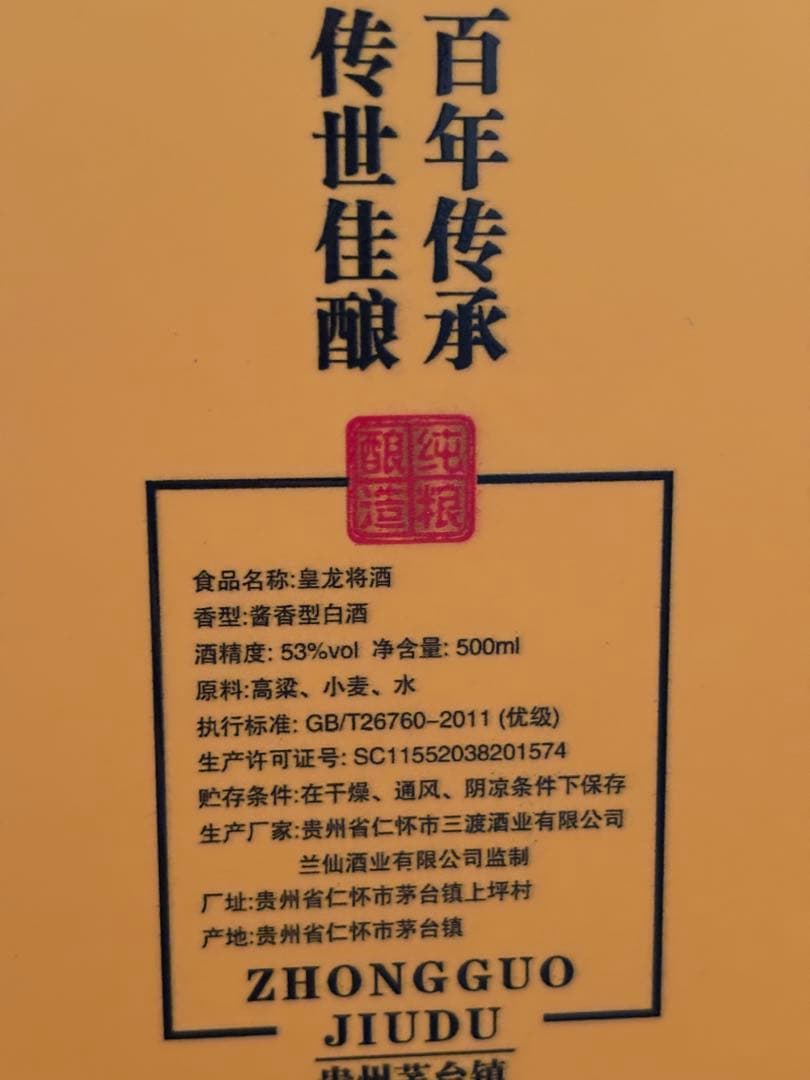 百年传承
传世佳酿
纯粮
酿造
食品名称:皇龙将酒
香型:酱香型白酒
酒精度: 53%vol 净含量: 500ml
原料:高粱、小麦、水
执行标准: GB/T26760-2011 (优级)
生产许可证号: SC11552038201574
贮存条件:在干燥、通风、阴凉条件下保存
生产厂家:贵州省仁怀市三渡酒业有限公司
兰仙酒业有限公司监制
厂址:贵州省仁怀市茅台镇上坪村
产地:贵州省仁怀市茅台镇
ZHONGGUO
JIUDU
贵州茅台镇